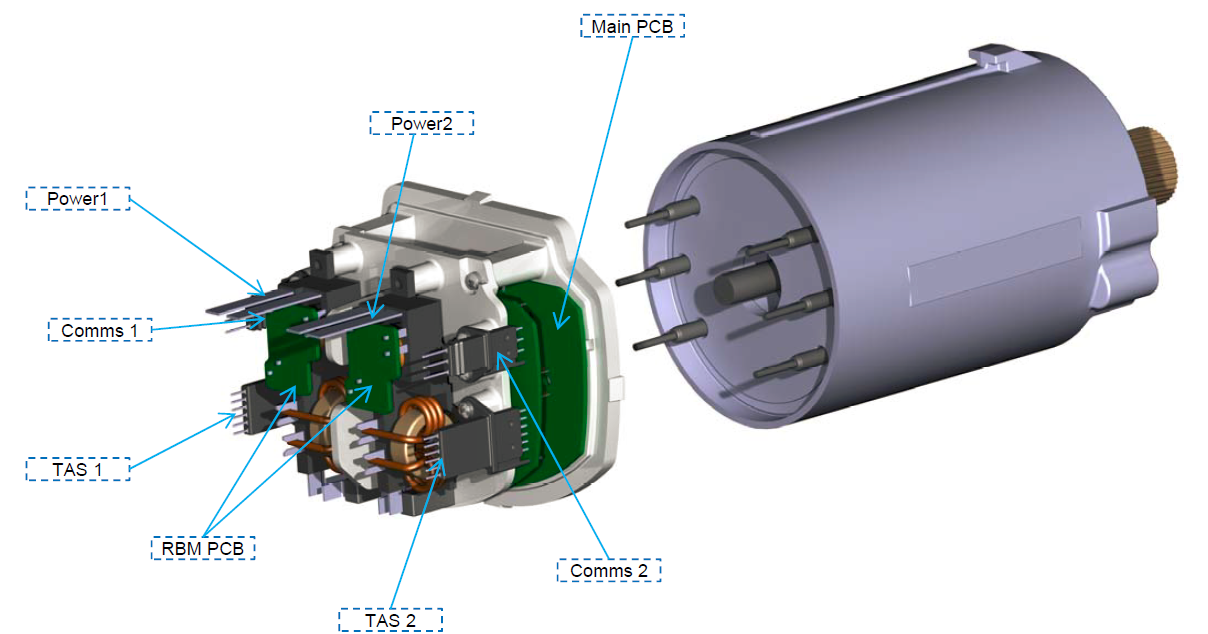 Main PCB
Power2
Power1
Comms 1
TAS 1
RBM PCB
Comms 2
TAS 2